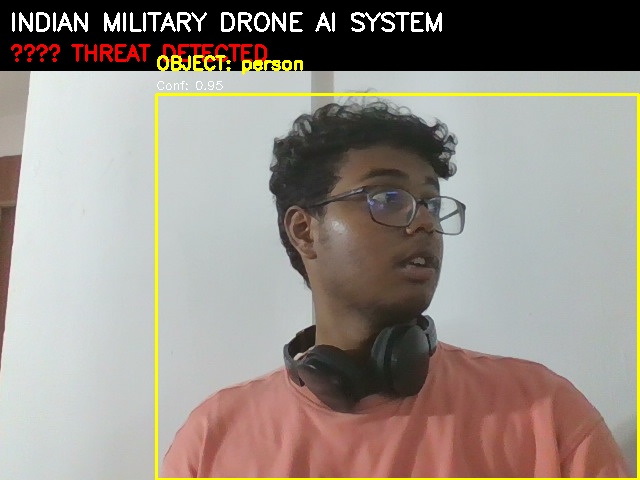 INDIAN MILITARY DRONE AI SYSTEM
???? THREAT DETECTED
OBJECT: person
Conf: 0.95